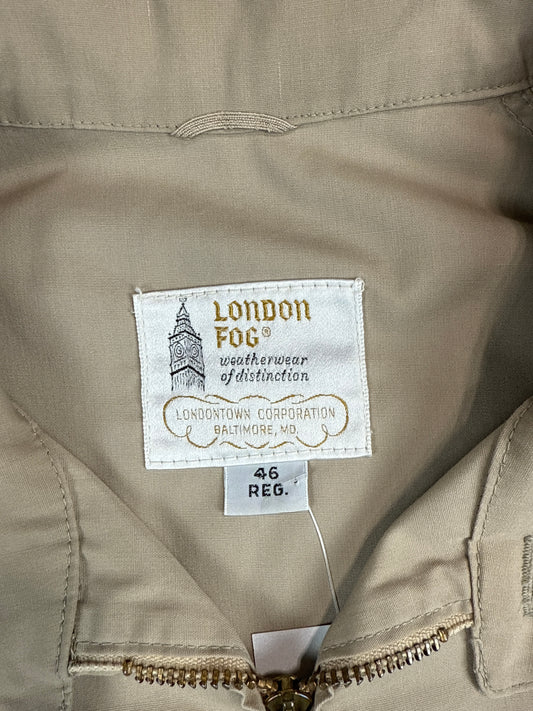 LONDON
FOG®
weatherwear
of distinction
LONDONTOWN CORPORATION
BALTIMORE, MD.
46
REG.